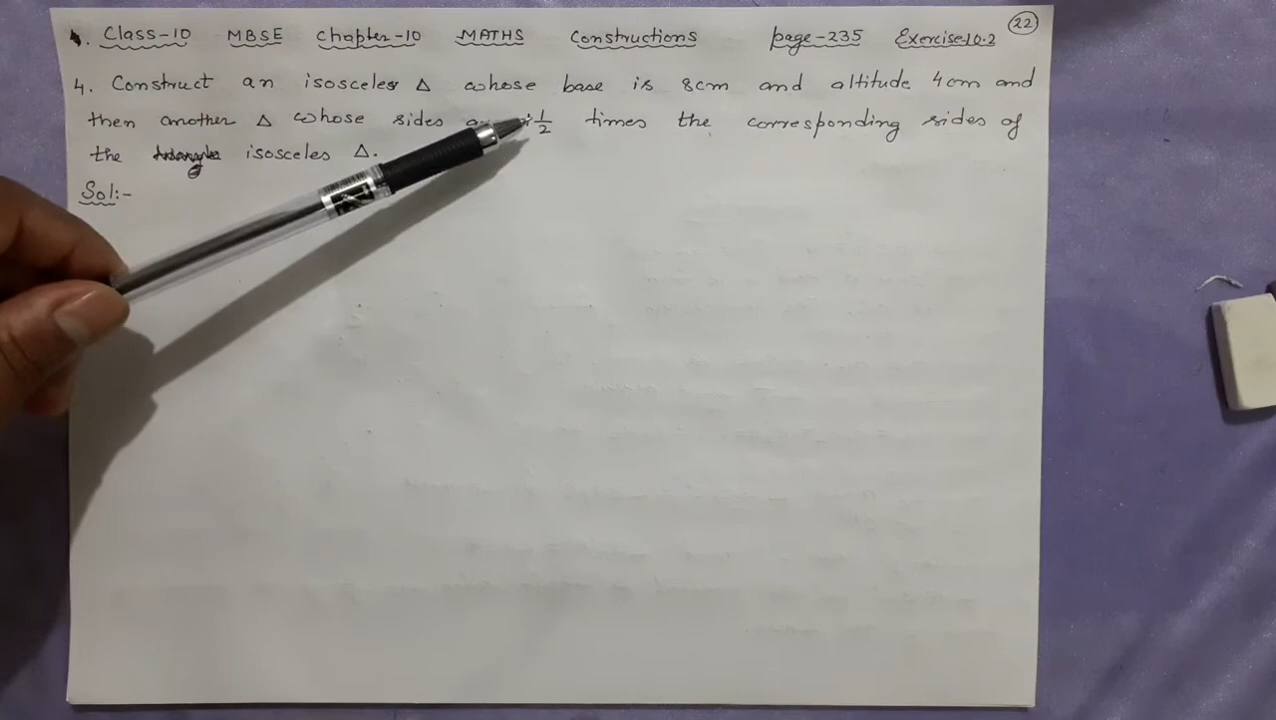 Class-10 MBSE Chapter-10 MATHS Constructions page-235 Exercise-10.2 22
4. Construct an isosceles Δ whose base is 8cm and altitude 4cm and
then another Δ whose sides 1/2 times the corresponding sides of
the triangle isosceles Δ.
Sol:-